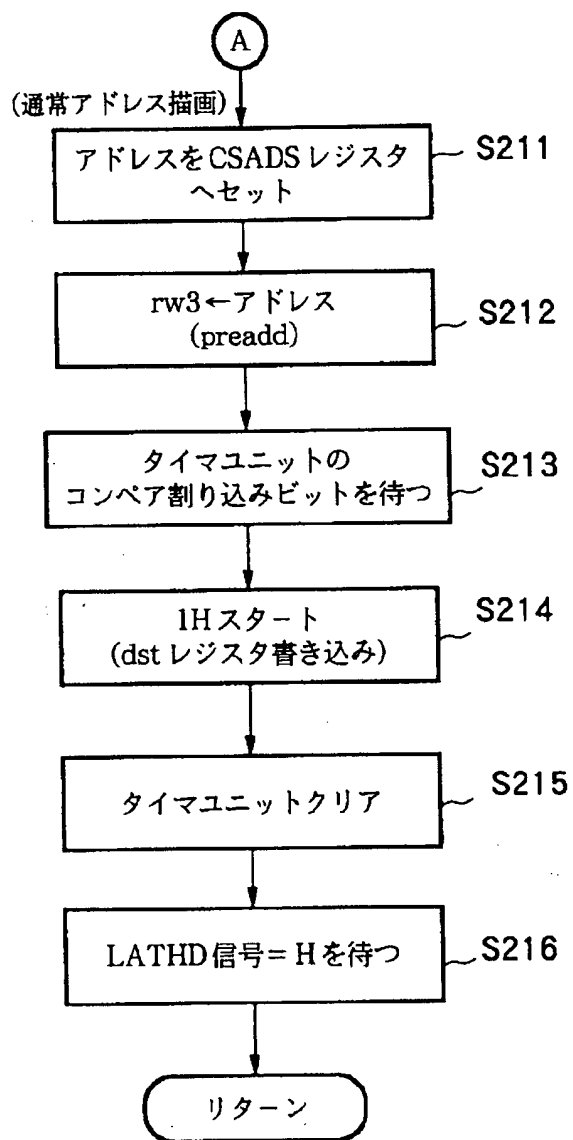 A
(通常アドレス描画)
アドレスをCSADSレジスタ
へセット
S211
rw3←アドレス
(preadd)
S212
タイマユニットの
コンペア割り込みビットを待つ
S213
1Hスタート
(dstレジスタ書き込み)
S214
タイマユニットクリア
S215
LATHD信号=Hを待つ
S216
リターン